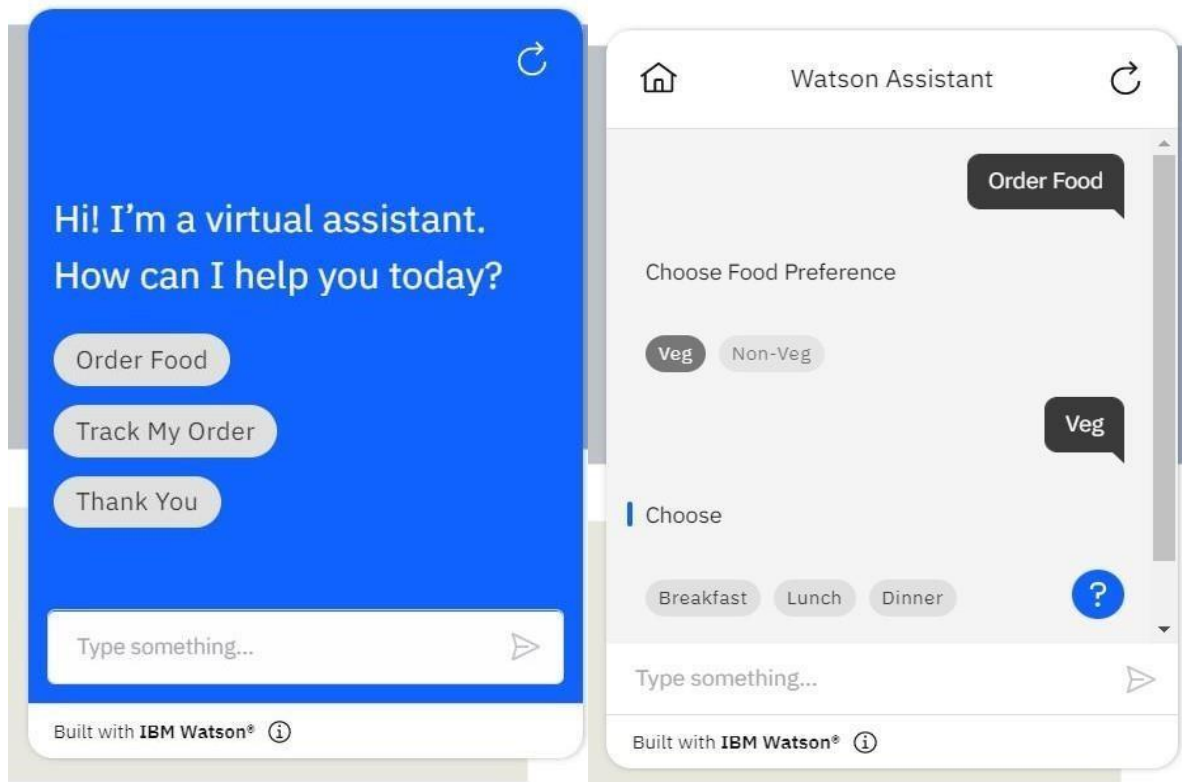 Hi! I’m a virtual assistant.
How can I help you today?
Order Food
Track My Order
Thank You
Type something...
Built with IBM Watson®
Watson Assistant
Order Food
Choose Food Preference
Veg Non-Veg
Veg
Choose
Breakfast Lunch Dinner
?
Type something...
Built with IBM Watson®